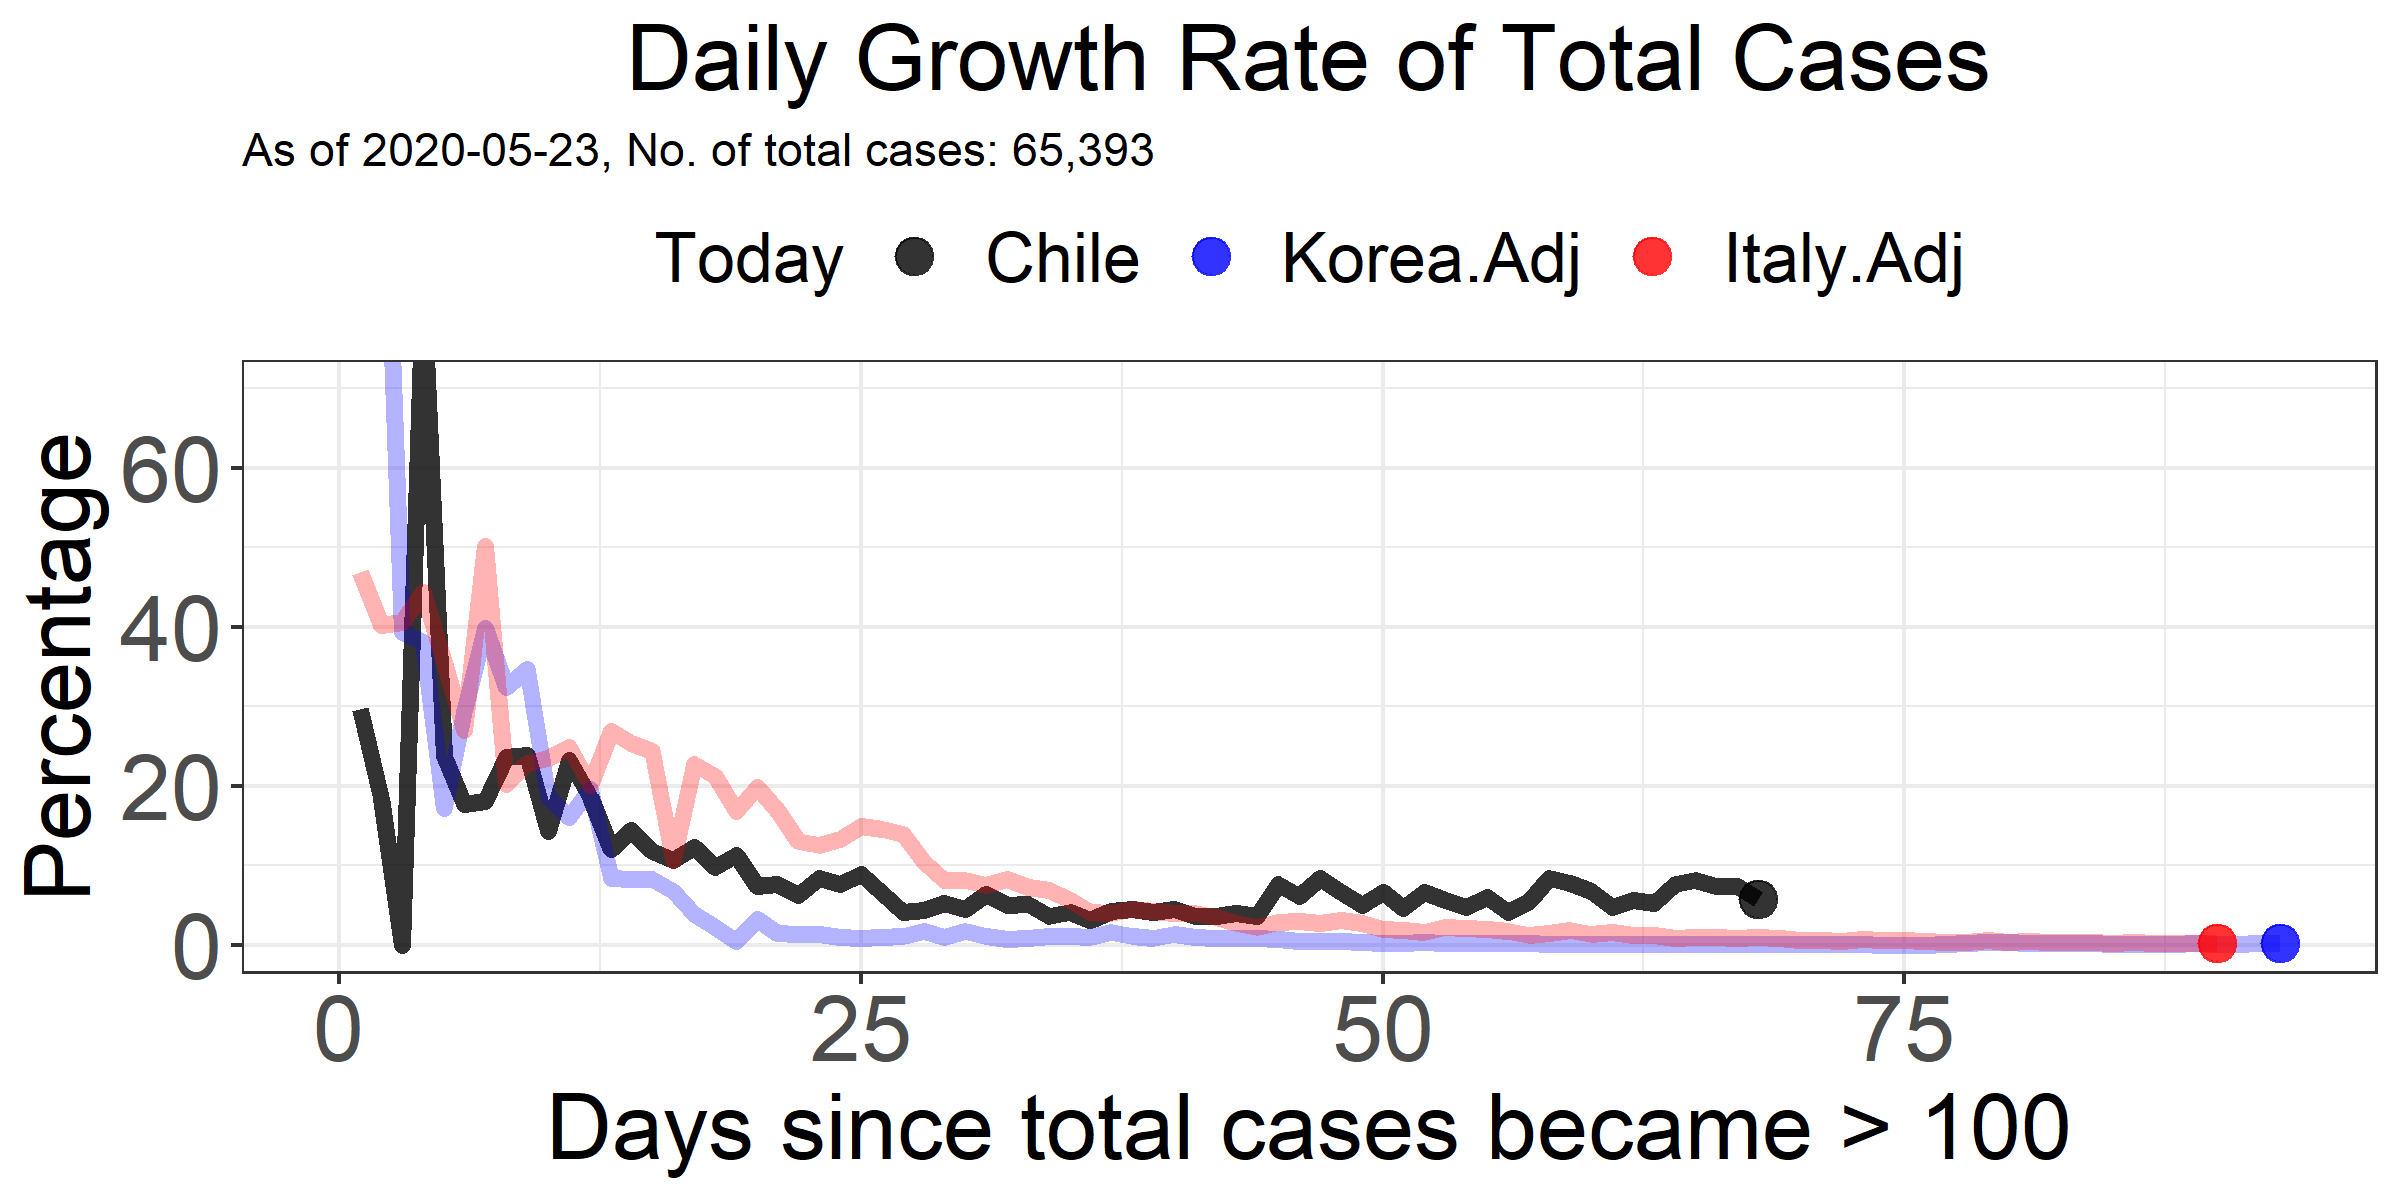 Daily Growth Rate of Total Cases
As of 2020-05-23, No. of total cases: 65,393
Today Chile Korea.Adj Italy.Adj
Percentage
60
40
20
0
0 25 50 75
Days since total cases became > 100